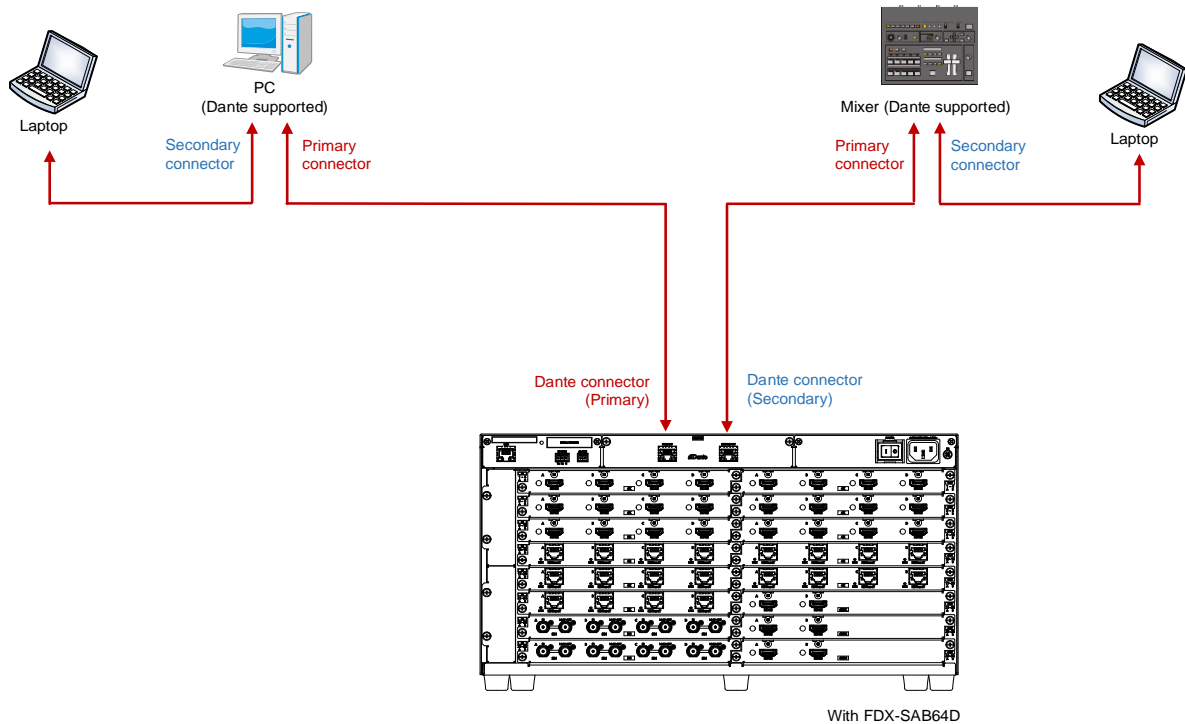 PC
(Dante supported)
Laptop
Mixer (Dante supported)
Laptop
Secondary
connector
Primary
connector
Primary
connector
Secondary
connector
Dante connector
(Primary)
Dante connector
(Secondary)
Dante
With FDX-SAB64D